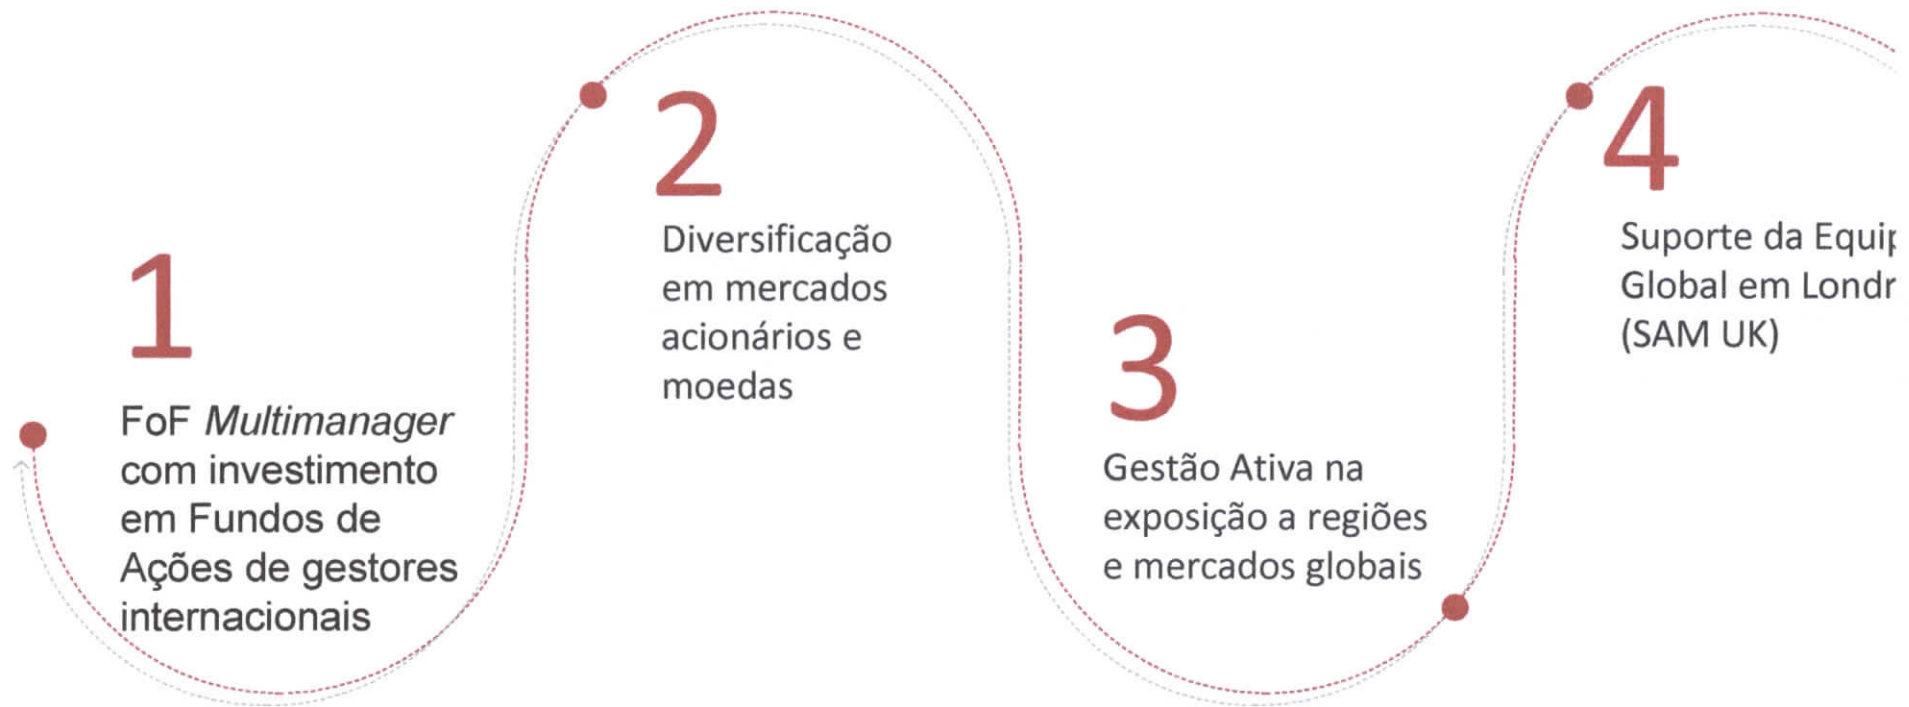 1
FoF Multimanager
com investimento
em Fundos de
Ações de gestores
internacionais
2
Diversificação
em mercados
acionários e
moedas
3
Gestão Ativa na
exposição a regiões
e mercados globais
4
Suporte da
Global em
(SAM UK)